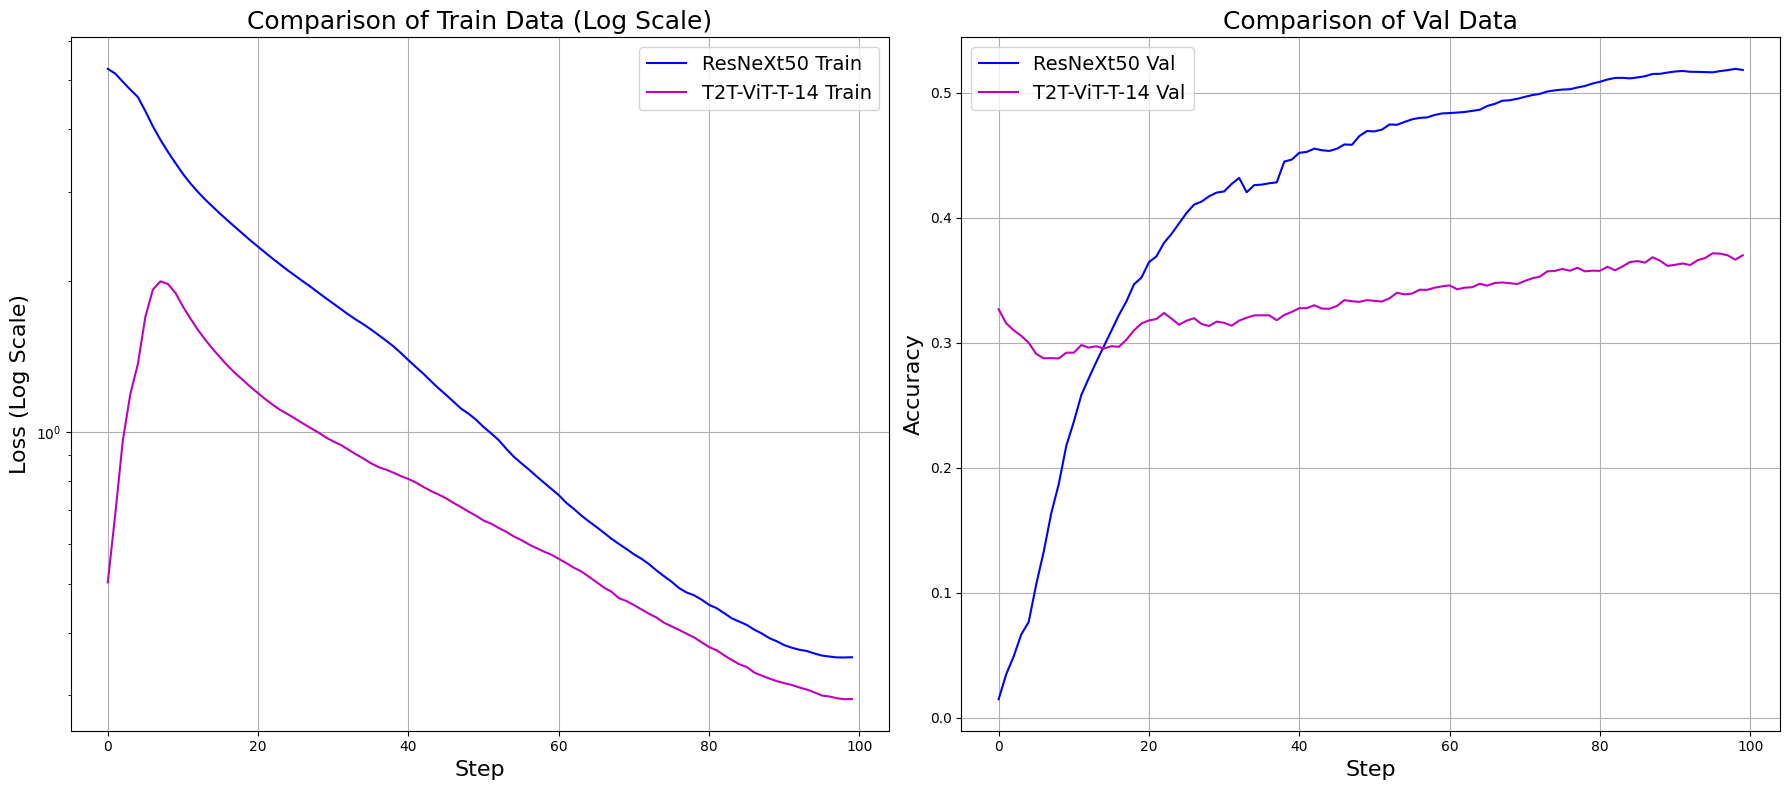 Comparison of Train Data (Log Scale)
ResNeXt50 Train
T2T-ViT-T-14 Train
Loss (Log Scale)
10⁰
0 20 40 60 80 100
Step
Comparison of Val Data
ResNeXt50 Val
T2T-ViT-T-14 Val
Accuracy
0.5
0.4
0.3
0.2
0.1
0.0
0 20 40 60 80 100
Step